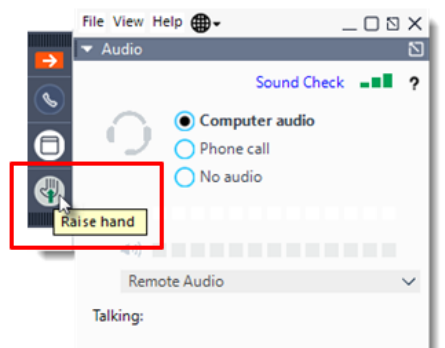 File View Help
Audio
Sound Check ?
Computer audio
Phone call
No audio
Raise hand
Remote Audio
Talking: